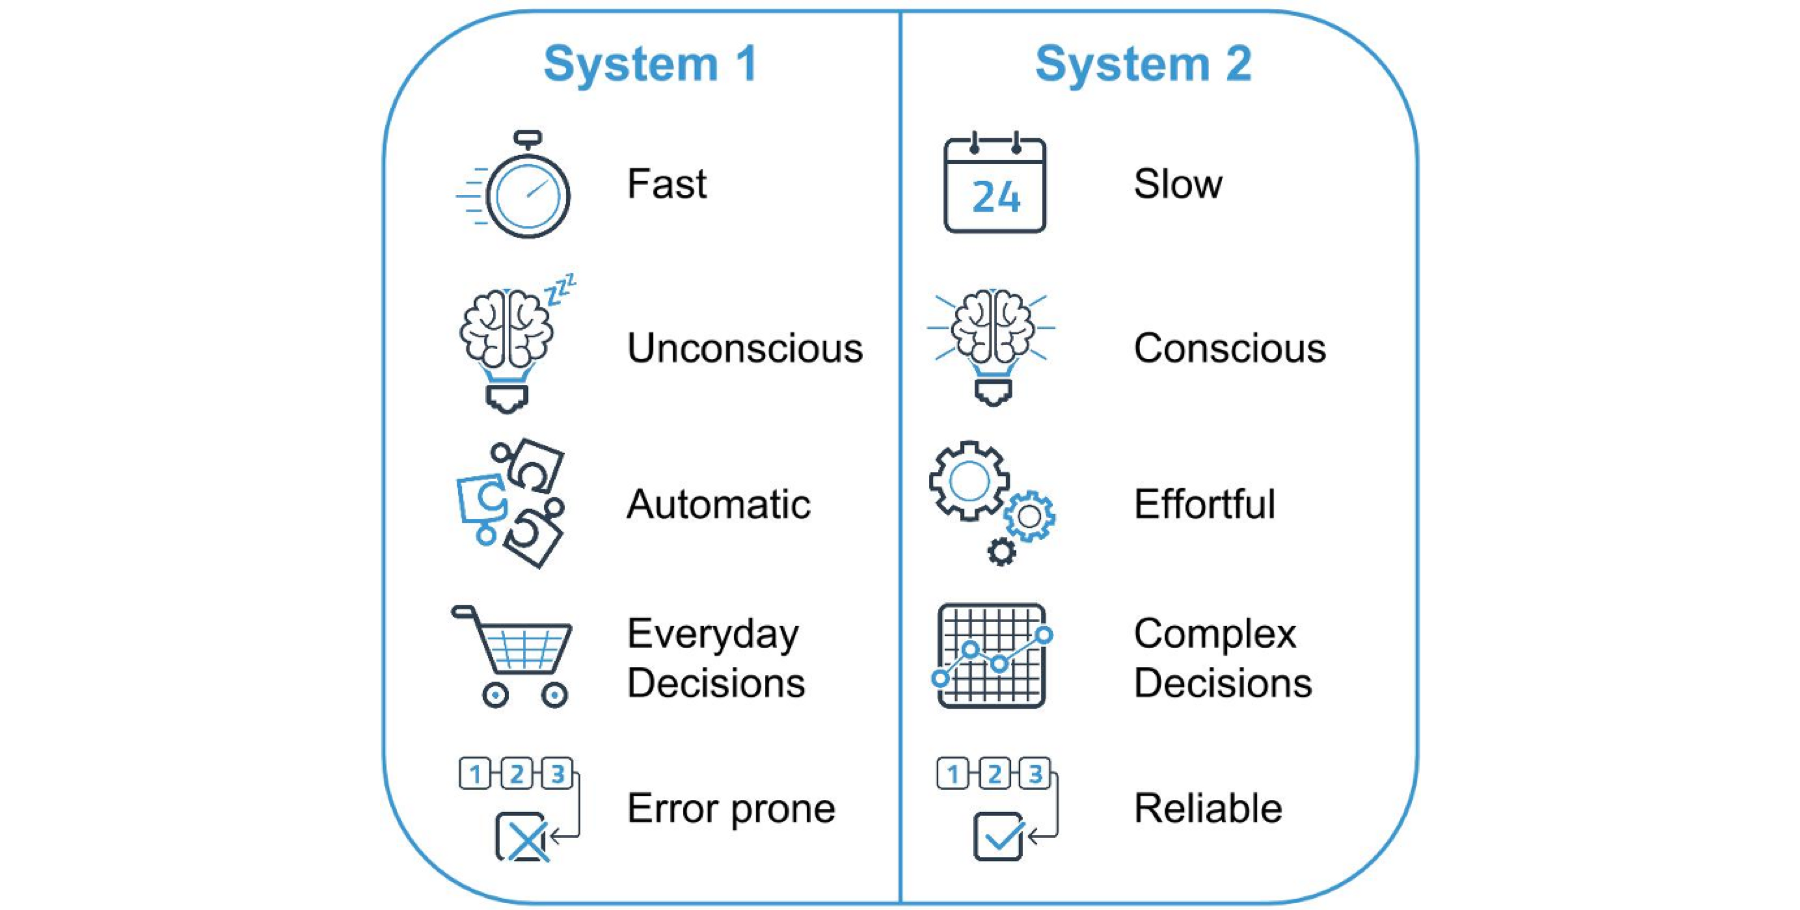 System 1
System 2
Fast
24
Slow
zzz
Unconscious
Conscious
Automatic
Effortful
Everyday
Decisions
Complex
Decisions
1 2 3
Error prone
1 2 3
Reliable